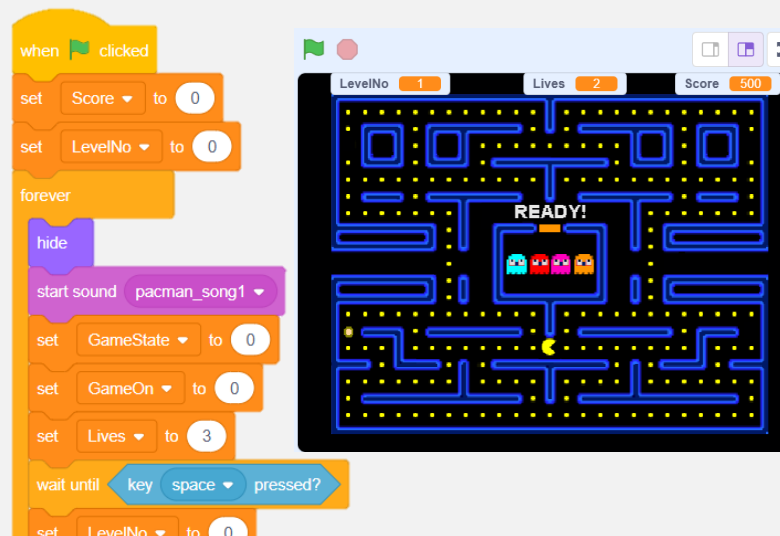 when clicked
set Score to 0
set LevelNo to 0
forever
hide
start sound pacman_song1
set GameState to 0
set GameOn to 0
set Lives to 3
wait until key space pressed?
set LevelNo to 0
LevelNo 1 Lives 2 Score 500
READY!